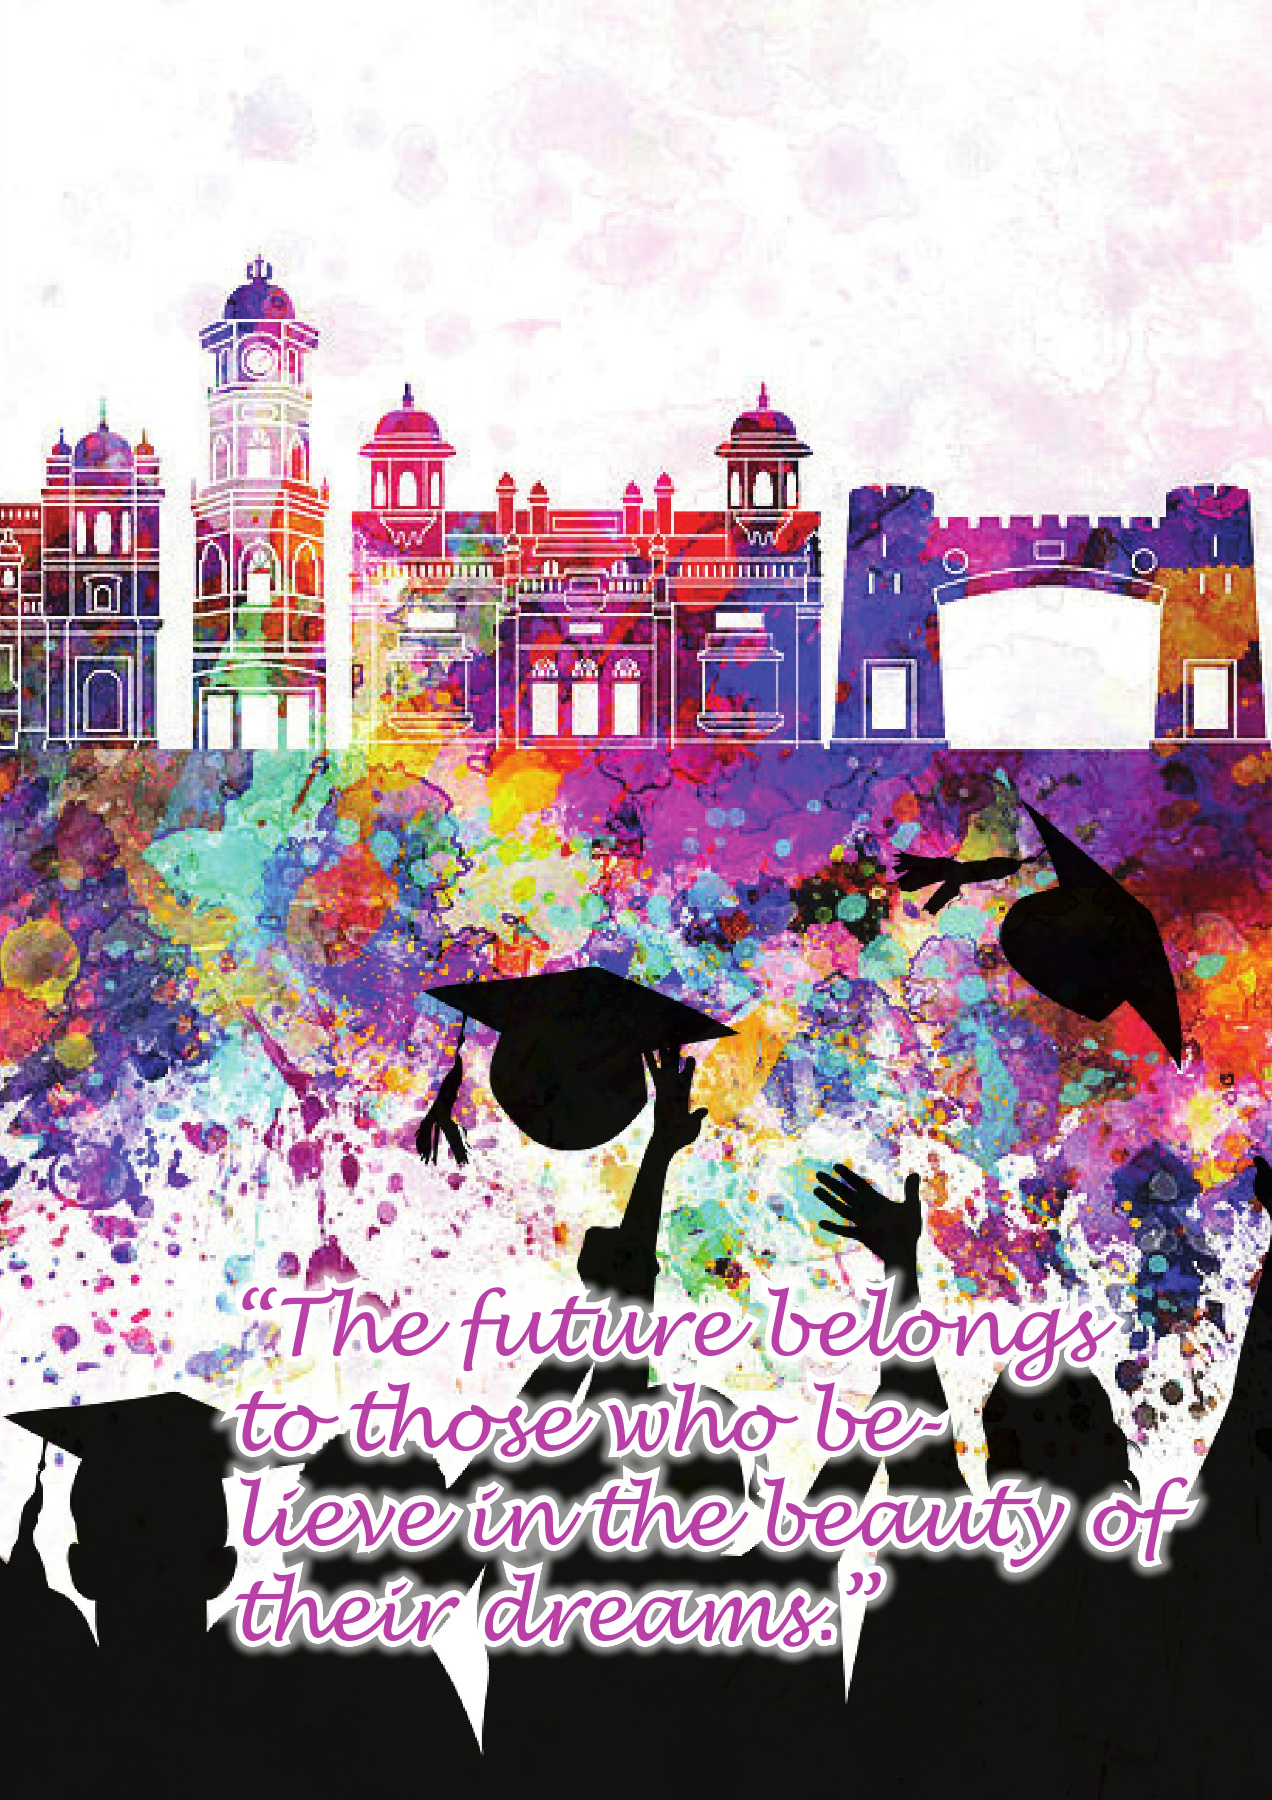 “The future belongs
to those who be-
lieve in the beauty of
their dreams.”